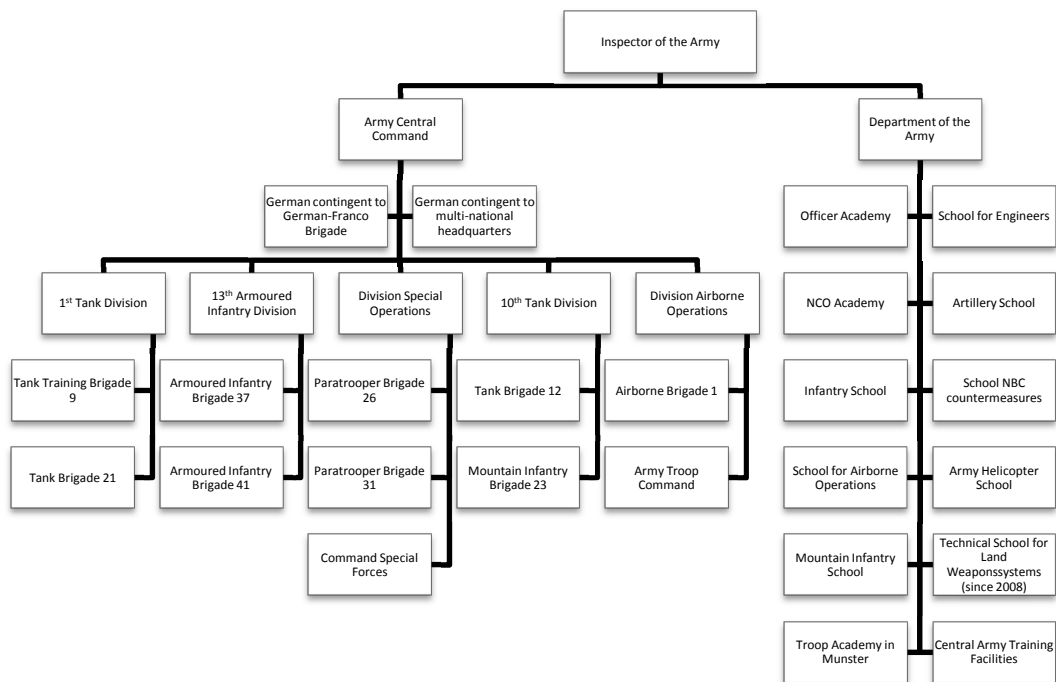 Inspector of the Army
Army Central
Command
Department of the
Army
German contingent to
German-Franco
Brigade
German contingent to
multi-national
headquarters
1st Tank Division
13th Armoured
Infantry Division
Division Special
Operations
10th Tank Division
Division Airborne
Operations
Tank Training Brigade
9
Tank Brigade 21
Armoured Infantry
Brigade 37
Armoured Infantry
Brigade 41
Paratrooper Brigade
26
Paratrooper Brigade
31
Command Special
Forces
Tank Brigade 12
Mountain Infantry
Brigade 23
Airborne Brigade 1
Army Troop
Command
Officer Academy
School for Engineers
NCO Academy
Artillery School
Infantry School
School NBC
countermeasures
School for Airborne
Operations
Army Helicopter
School
Mountain Infantry
School
Technical School for
Land
Weaponssystems
(since 2008)
Troop Academy in
Munster
Central Army Training
Facilities